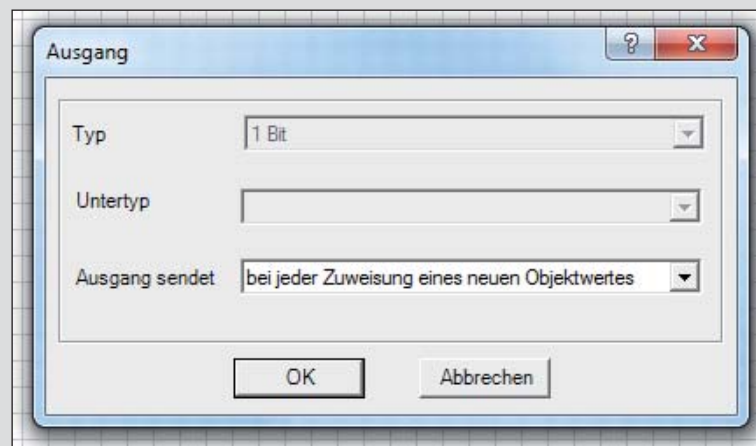 Ausgang
Typ
1 Bit
Untertyp
Ausgang sendet
bei jeder Zuweisung eines neuen Objektwertes
OK
Abbrechen